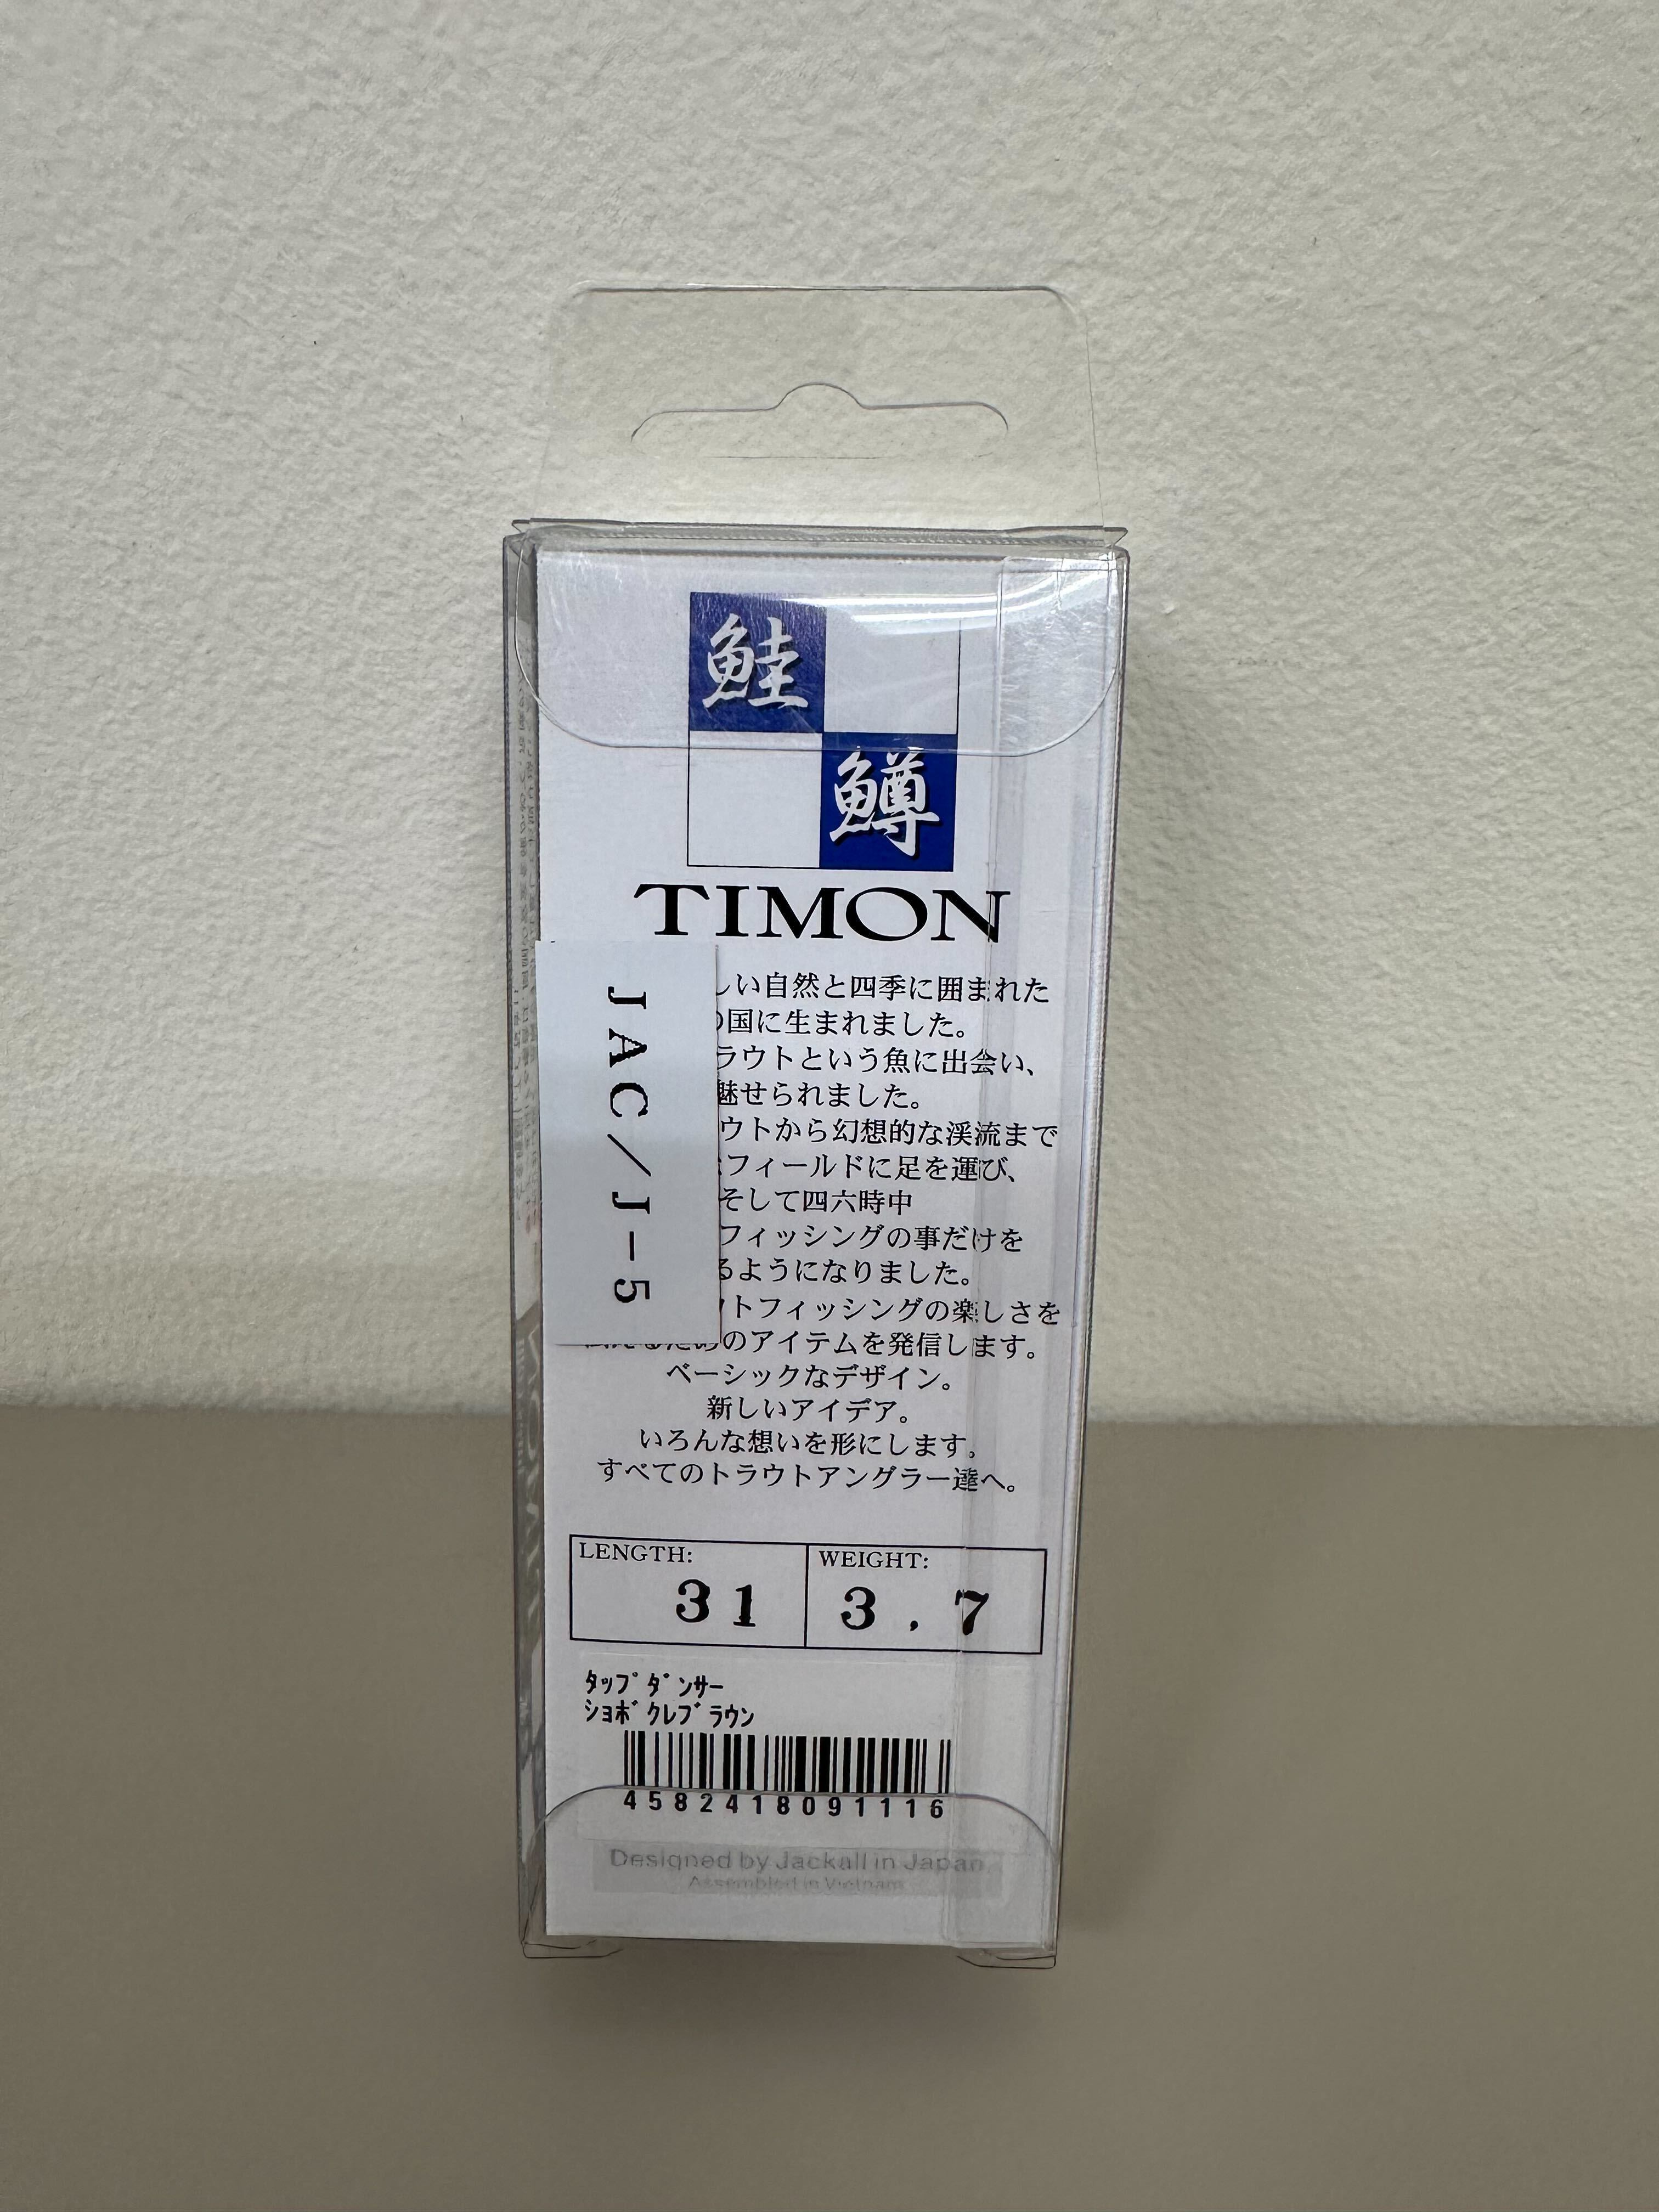 鮭
鱒
TIMON
JAC/J-5
しい自然と四季に囲まれた
の国に生まれました。
ラウトという魚に出会い、
魅せられました。
ウトから幻想的な渓流まで
フィールドに足を運び、
そして四六時中
フィッシングの事だけを
るようになりました。
トフィッシングの楽しさを
のアイテムを発信します。
ベーシックなデザイン。
新しいアイデア。
いろんな想いを形にします。
すべてのトラウトアングラー達へ。
LENGTH:
31
WEIGHT:
3.7
ﾀｯﾌﾟﾀﾞﾝｻｰ
ｼｮﾎﾞｸﾚﾌﾞﾗｳﾝ
4582418091116
Designed by Jackall in Japan
Assembled in Vietnam